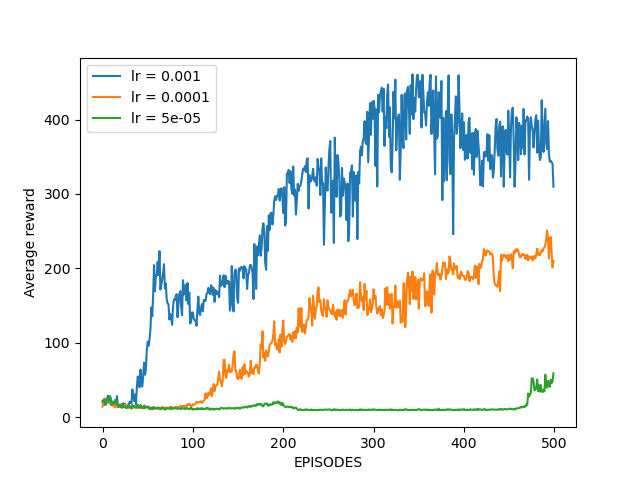 lr = 0.001
lr = 0.0001
lr = 5e-05
Average reward
400
300
200
100
0
0 100 200 300 400 500
EPISODES